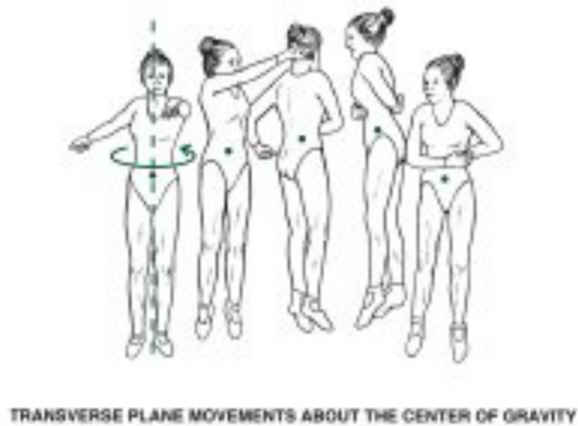 TRANSVERSE PLANE MOVEMENTS ABOUT THE CENTER OF GRAVITY